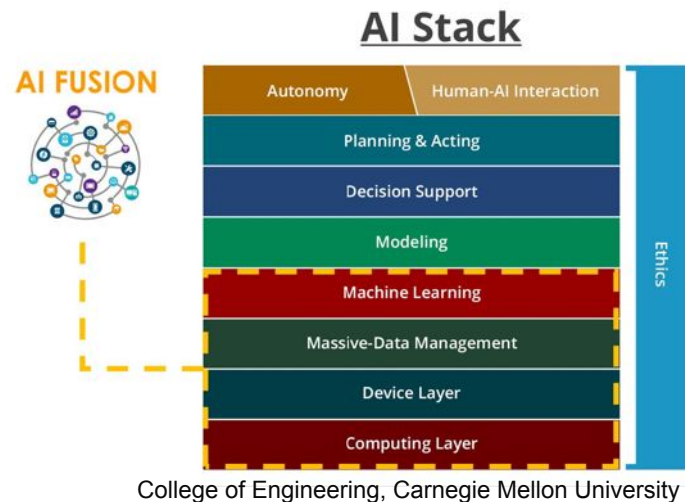 AI Stack
AI FUSION
Autonomy
Human-AI Interaction
Planning & Acting
Decision Support
Modeling
Machine Learning
Massive-Data Management
Device Layer
Computing Layer
Ethics
College of Engineering, Carnegie Mellon University